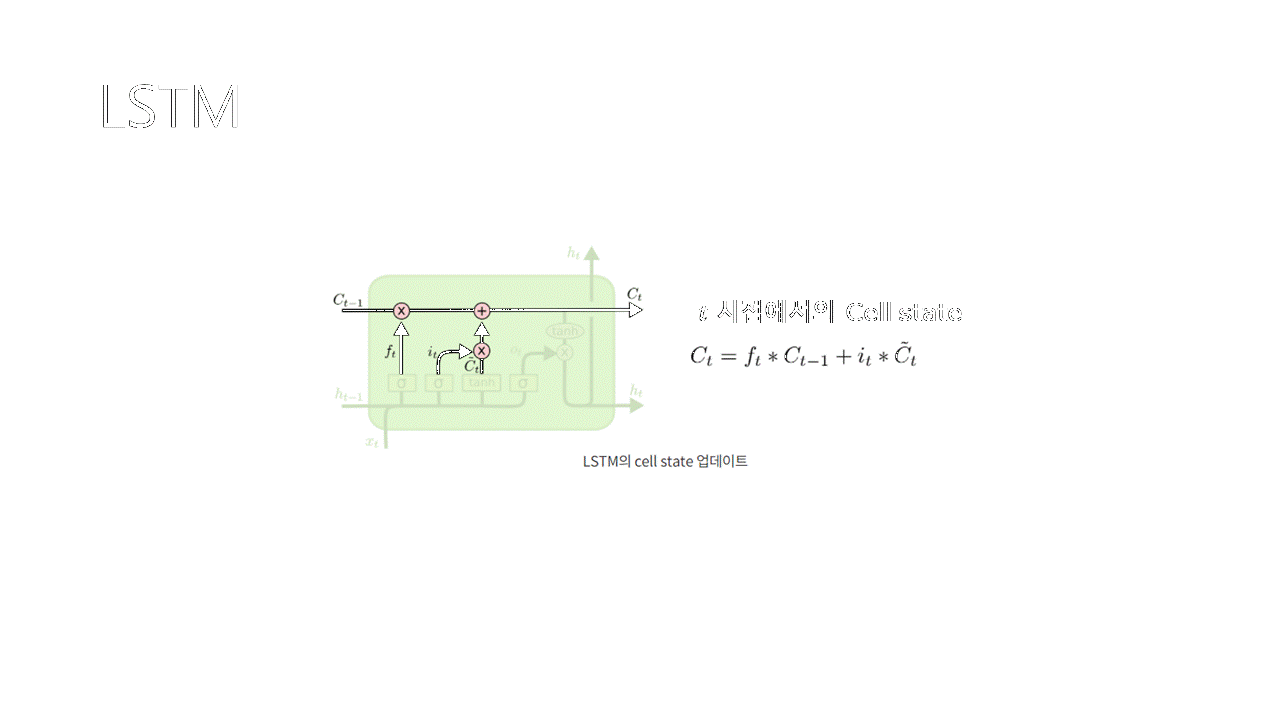 LSTM
h_t
C_{t-1}
C_t
t 시점에서의 Cell state
x
+
tanh
f_t
i_t
o_t
x
x
C̃_t
C_t = f_t * C_{t-1} + i_t * C̃_t
σ
σ
tanh
σ
h_{t-1}
h_t
x_t
LSTM의 cell state 업데이트